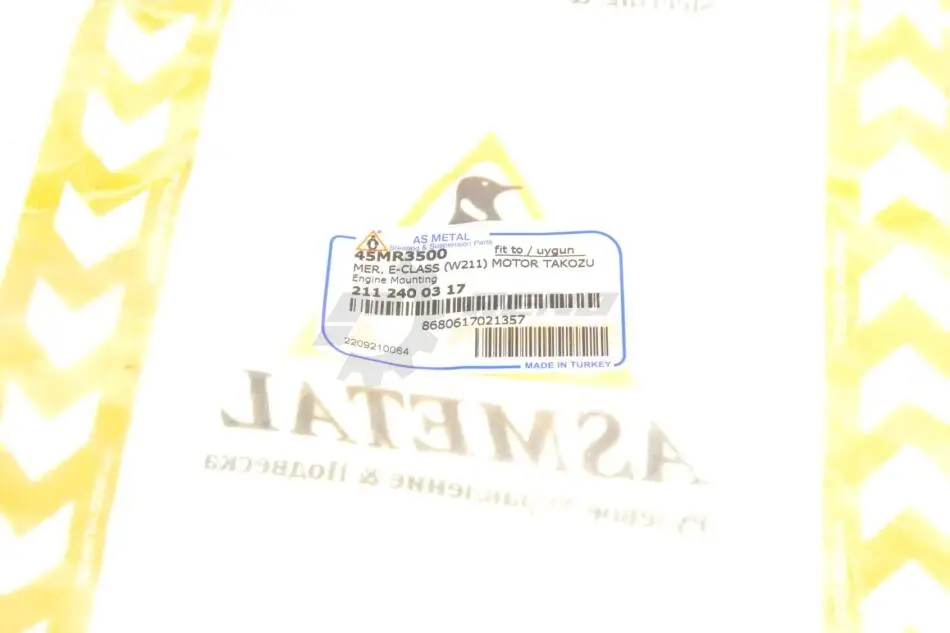 AS METAL
Steering & Suspension Parts
45MR3500 fit to / uygun
MER. E-CLASS (W211) MOTOR TAKOZU
Engine Mounting
211 240 03 17
8680617021357
2209210064
MADE IN TURKEY
ASMETAL
Рулевое Управление & Подвеска